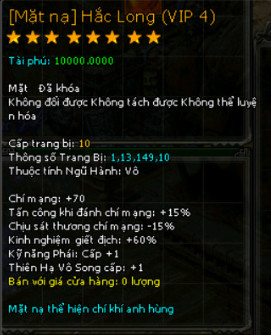 [Mặt nạ] Hắc Long (VIP 4)
Tài phú: 10000.0000
Mặt Đã khóa
Không đổi được Không tách được Không thể luyệ
n hóa
Cấp trang bị: 10
Thông số Trang Bị: 1,13,149,10
Thuộc tính Ngũ Hành: Vô
Chí mạng: +70
Tấn công khi đánh chí mạng: +15%
Chịu sát thương chí mạng: -15%
Kinh nghiệm giết địch: +60%
Kỹ năng Phái: Cấp +1
Thiên Hạ Vô Song cấp: +1
Bán với giá cửa hàng: 0 lượng
Mặt nạ thể hiện chí khí anh hùng